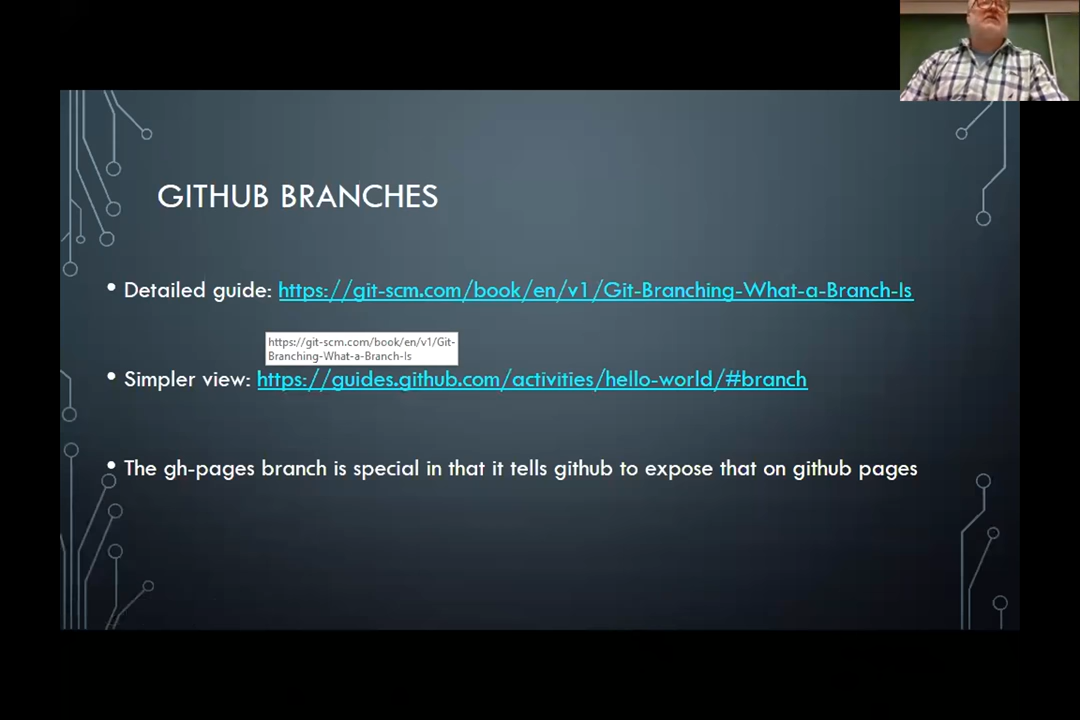 GITHUB BRANCHES
• Detailed guide: https://git-scm.com/book/en/v1/Git-Branching-What-a-Branch-Is
https://git-scm.com/book/en/v1/Git-
Branching-What-a-Branch-Is
• Simpler view: https://guides.github.com/activities/hello-world/#branch
• The gh-pages branch is special in that it tells github to expose that on github pages